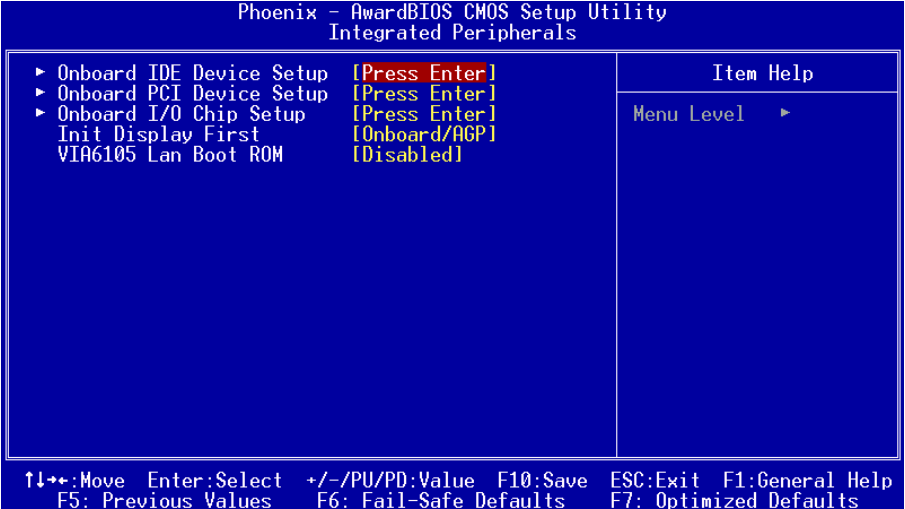 Phoenix - AwardBIOS CMOS Setup Utility
Integrated Peripherals
► Onboard IDE Device Setup [Press Enter]
► Onboard PCI Device Setup [Press Enter]
► Onboard I/O Chip Setup [Press Enter]
Init Display First [Onboard/AGP]
VIA6105 Lan Boot ROM [Disabled]
Item Help
Menu Level ►
↑↓→←:Move Enter:Select +/-/PU/PD:Value F10:Save ESC:Exit F1:General Help
F5: Previous Values F6: Fail-Safe Defaults F7: Optimized Defaults